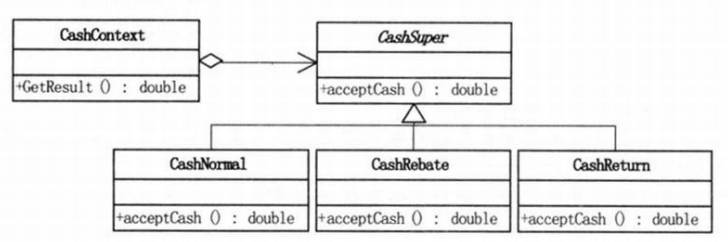 CashContext
+GetResult () : double
CashSuper
+acceptCash () : double
CashNormal
+acceptCash () : double
CashRebate
+acceptCash () : double
CashReturn
+acceptCash () : double